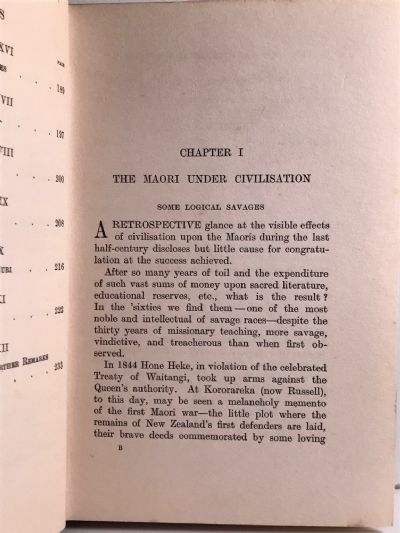 S
XVI
PAGE
189
VII
197
VIII
200
IX
208
X
URI . . 216
XI
222
XII
THER REMARKS
235
CHAPTER I
THE MAORI UNDER CIVILISATION
SOME LOGICAL SAVAGES
A RETROSPECTIVE glance at the visible effects
of civilisation upon the Maoris during the last
half-century discloses but little cause for congratu-
lation at the success achieved.
After so many years of toil and the expenditure
of such vast sums of money upon sacred literature,
educational reserves, etc., what is the result?
In the 'sixties we find them—one of the most
noble and intellectual of savage races—despite the
thirty years of missionary teaching, more savage,
vindictive, and treacherous than when first ob-
served.
In 1844 Hone Heke, in violation of the celebrated
Treaty of Waitangi, took up arms against the
Queen's authority. At Kororareka (now Russell),
to this day, may be seen a melancholy memento
of the first Maori war—the little plot where the
remains of New Zealand's first defenders are laid,
their brave deeds commemorated by some loving
B